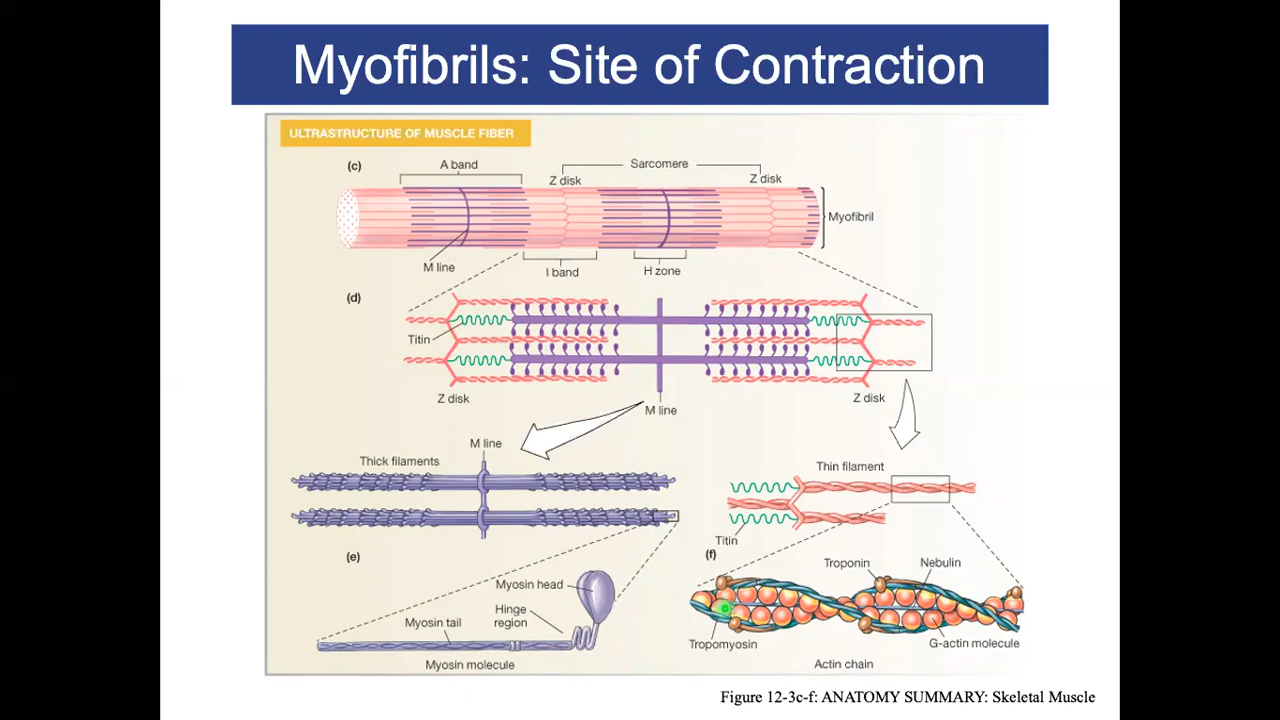 Myofibrils: Site of Contraction
ULTRASTRUCTURE OF MUSCLE FIBER
(c)
A band
Sarcomere
Z disk
Z disk
Myofibril
M line
I band
H zone
(d)
Titin
Z disk
M line
Z disk
M line
Thick filaments
Thin filament
Titin
(e)
(f)
Myosin head
Hinge
region
Myosin tail
Myosin molecule
Troponin
Nebulin
Tropomyosin
G-actin molecule
Actin chain
Figure 12-3c-f: ANATOMY SUMMARY: Skeletal Muscle